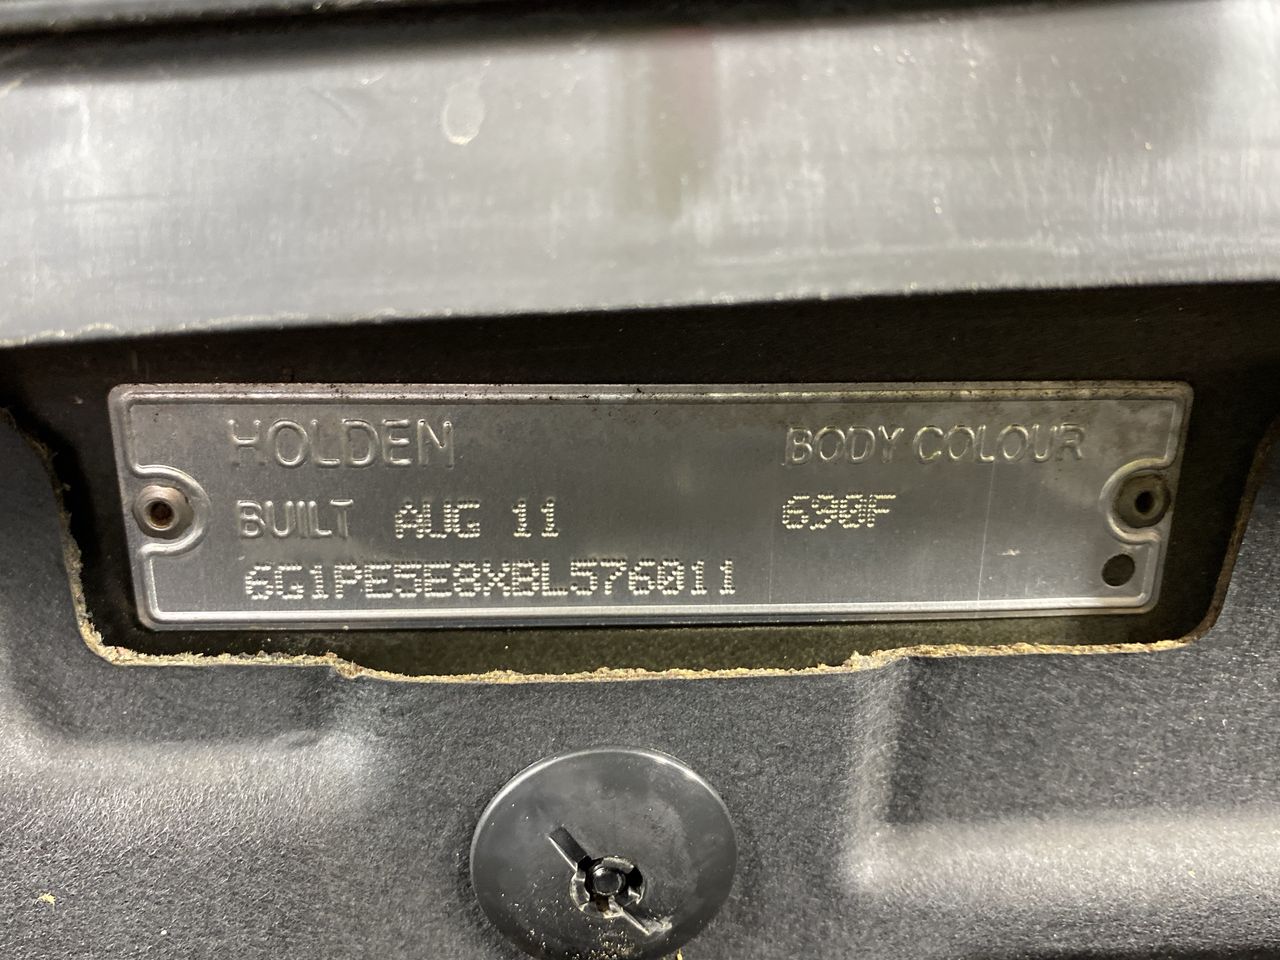 HOLDEN BODY COLOUR
BUILT AUG 11 690F
6G1PE5E8XBL576011